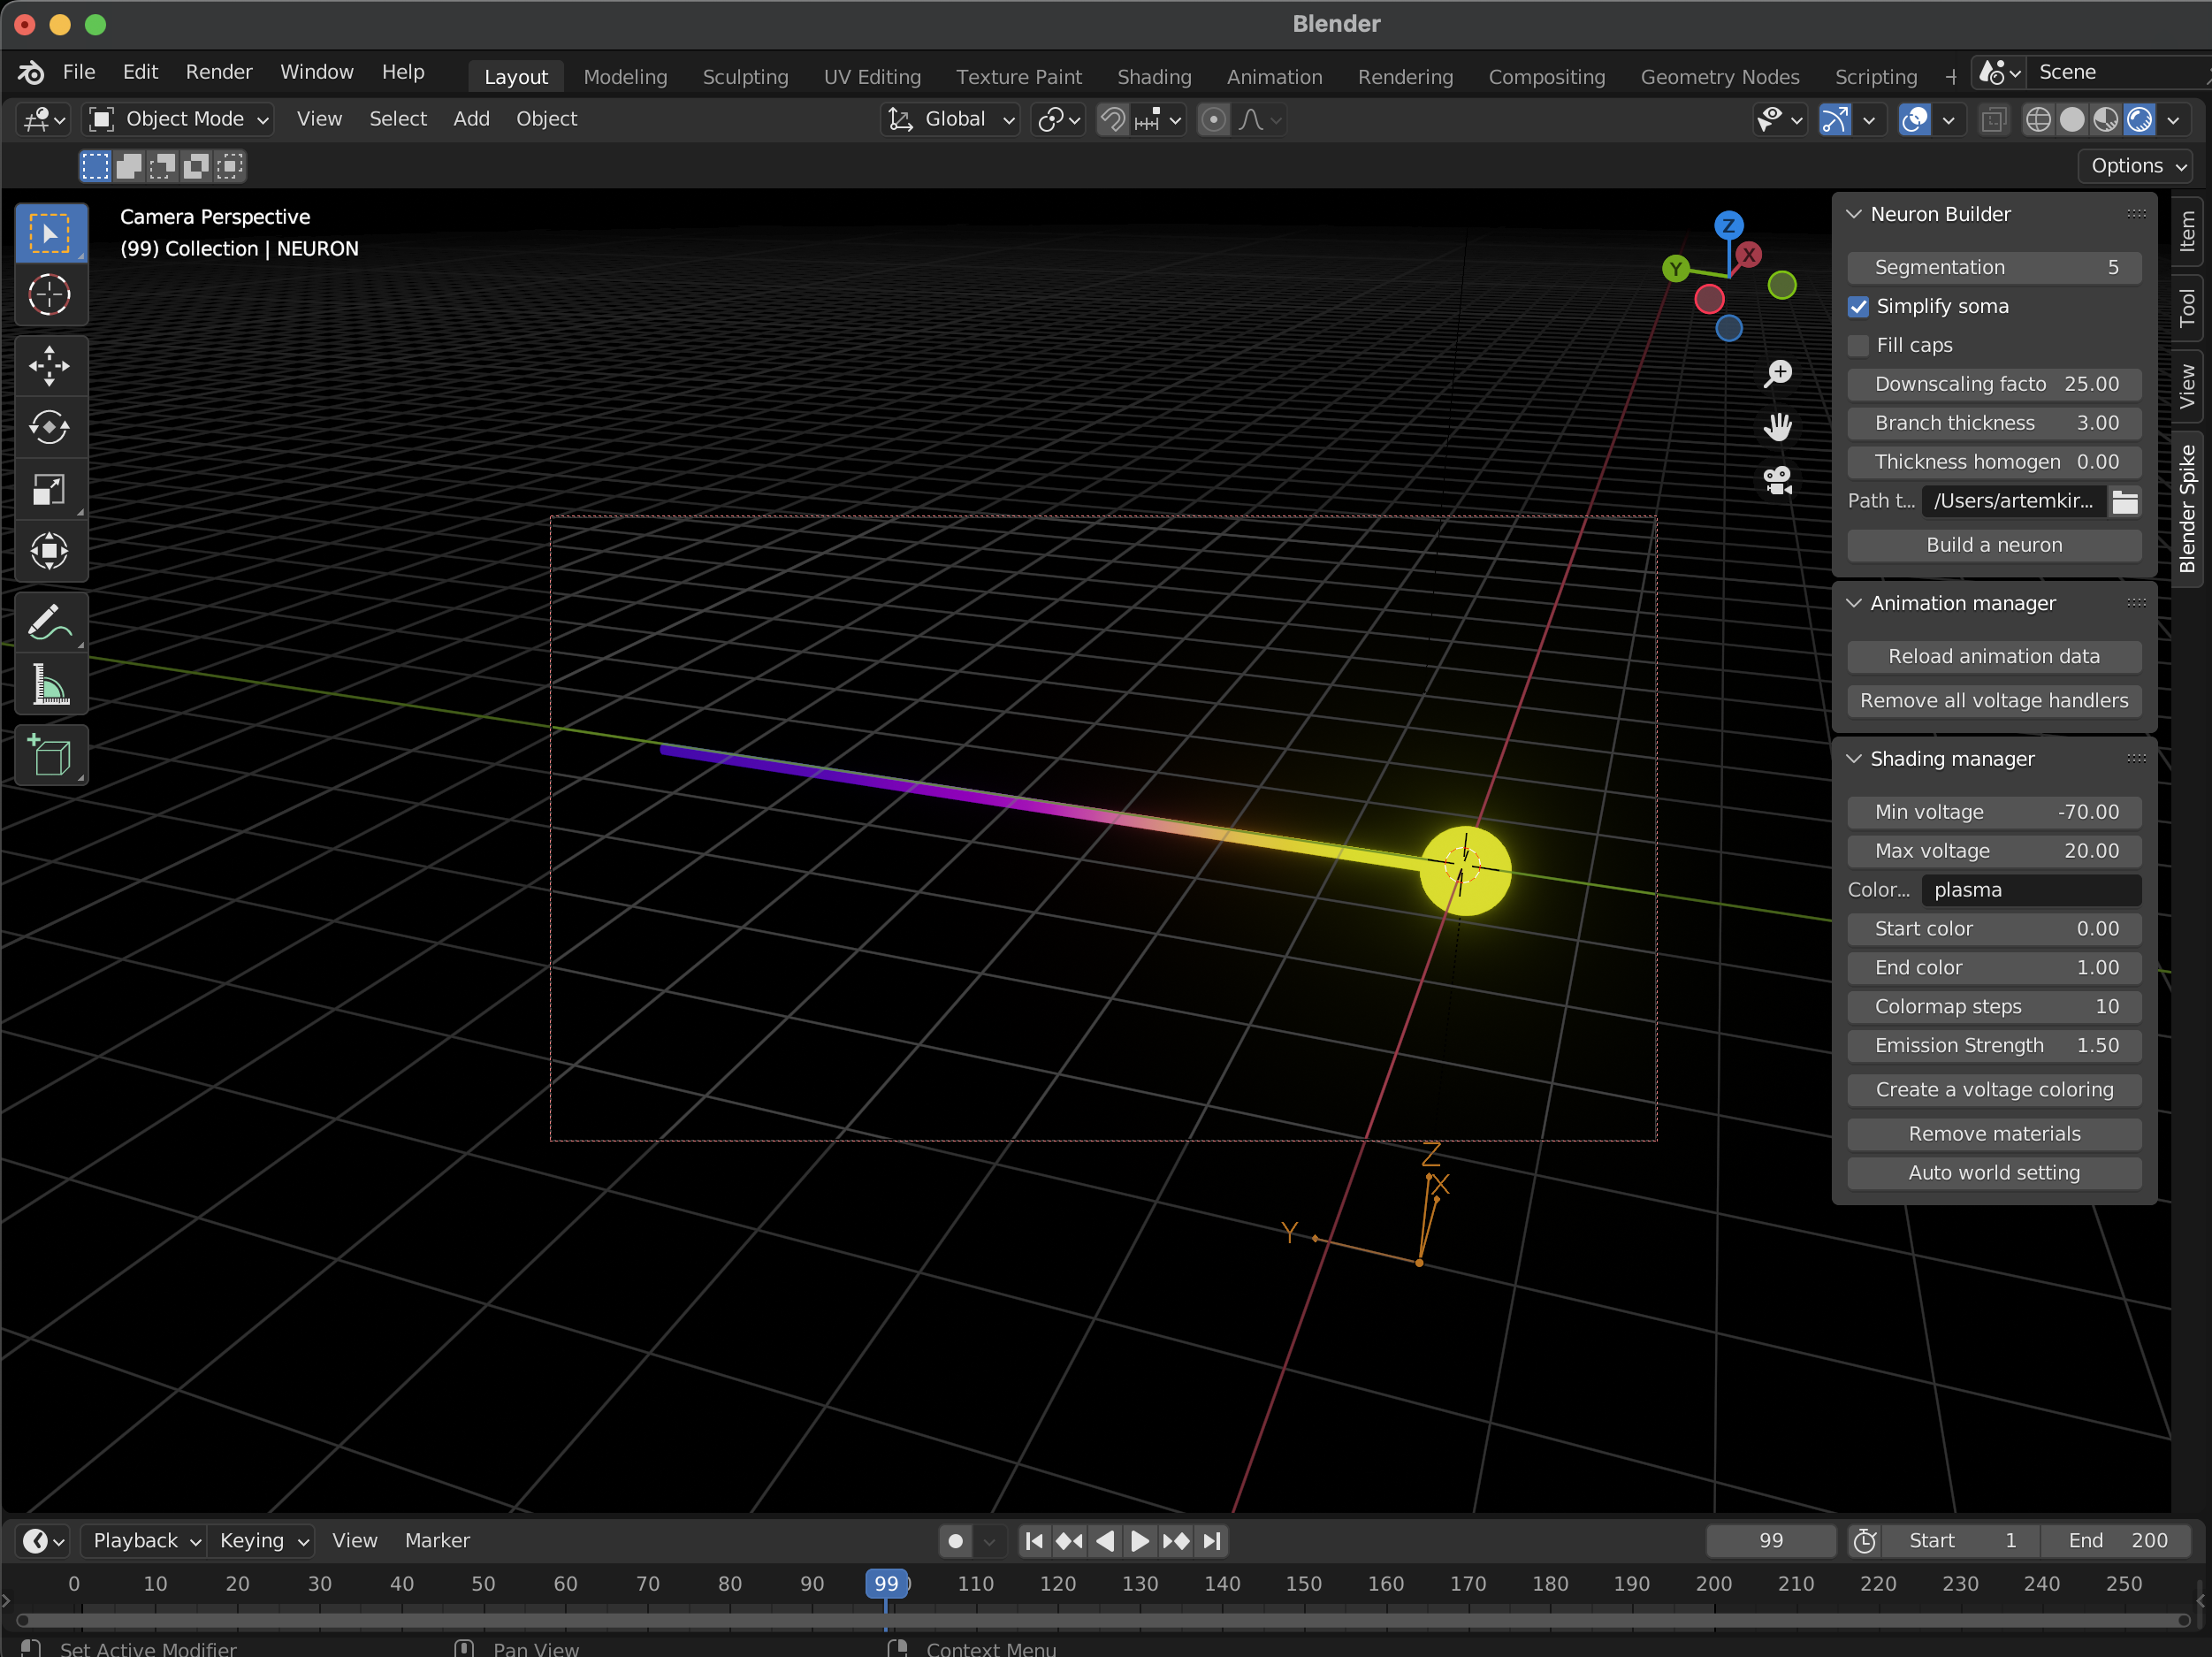 Blender
File Edit Render Window Help Layout Modeling Sculpting UV Editing Texture Paint Shading Animation Rendering Compositing Geometry Nodes Scripting + Scene
Object Mode View Select Add Object Global
Options
Camera Perspective
(99) Collection | NEURON
Z
X
Y
Neuron Builder
Segmentation 5
Simplify soma
Fill caps
Downscaling facto 25.00
Branch thickness 3.00
Thickness homogen 0.00
Path t... /Users/artemkir...
Build a neuron
Animation manager
Reload animation data
Remove all voltage handlers
Shading manager
Min voltage -70.00
Max voltage 20.00
Color... plasma
Start color 0.00
End color 1.00
Colormap steps 10
Emission Strength 1.50
Create a voltage coloring
Remove materials
Auto world setting
Item
Tool
View
Blender Spike
Z
X
Y
Playback Keying View Marker 99 Start 1 End 200
0 10 20 30 40 50 60 70 80 90 99 110 120 130 140 150 160 170 180 190 200 210 220 230 240 250
Set Active Modifier Pan View Context Menu